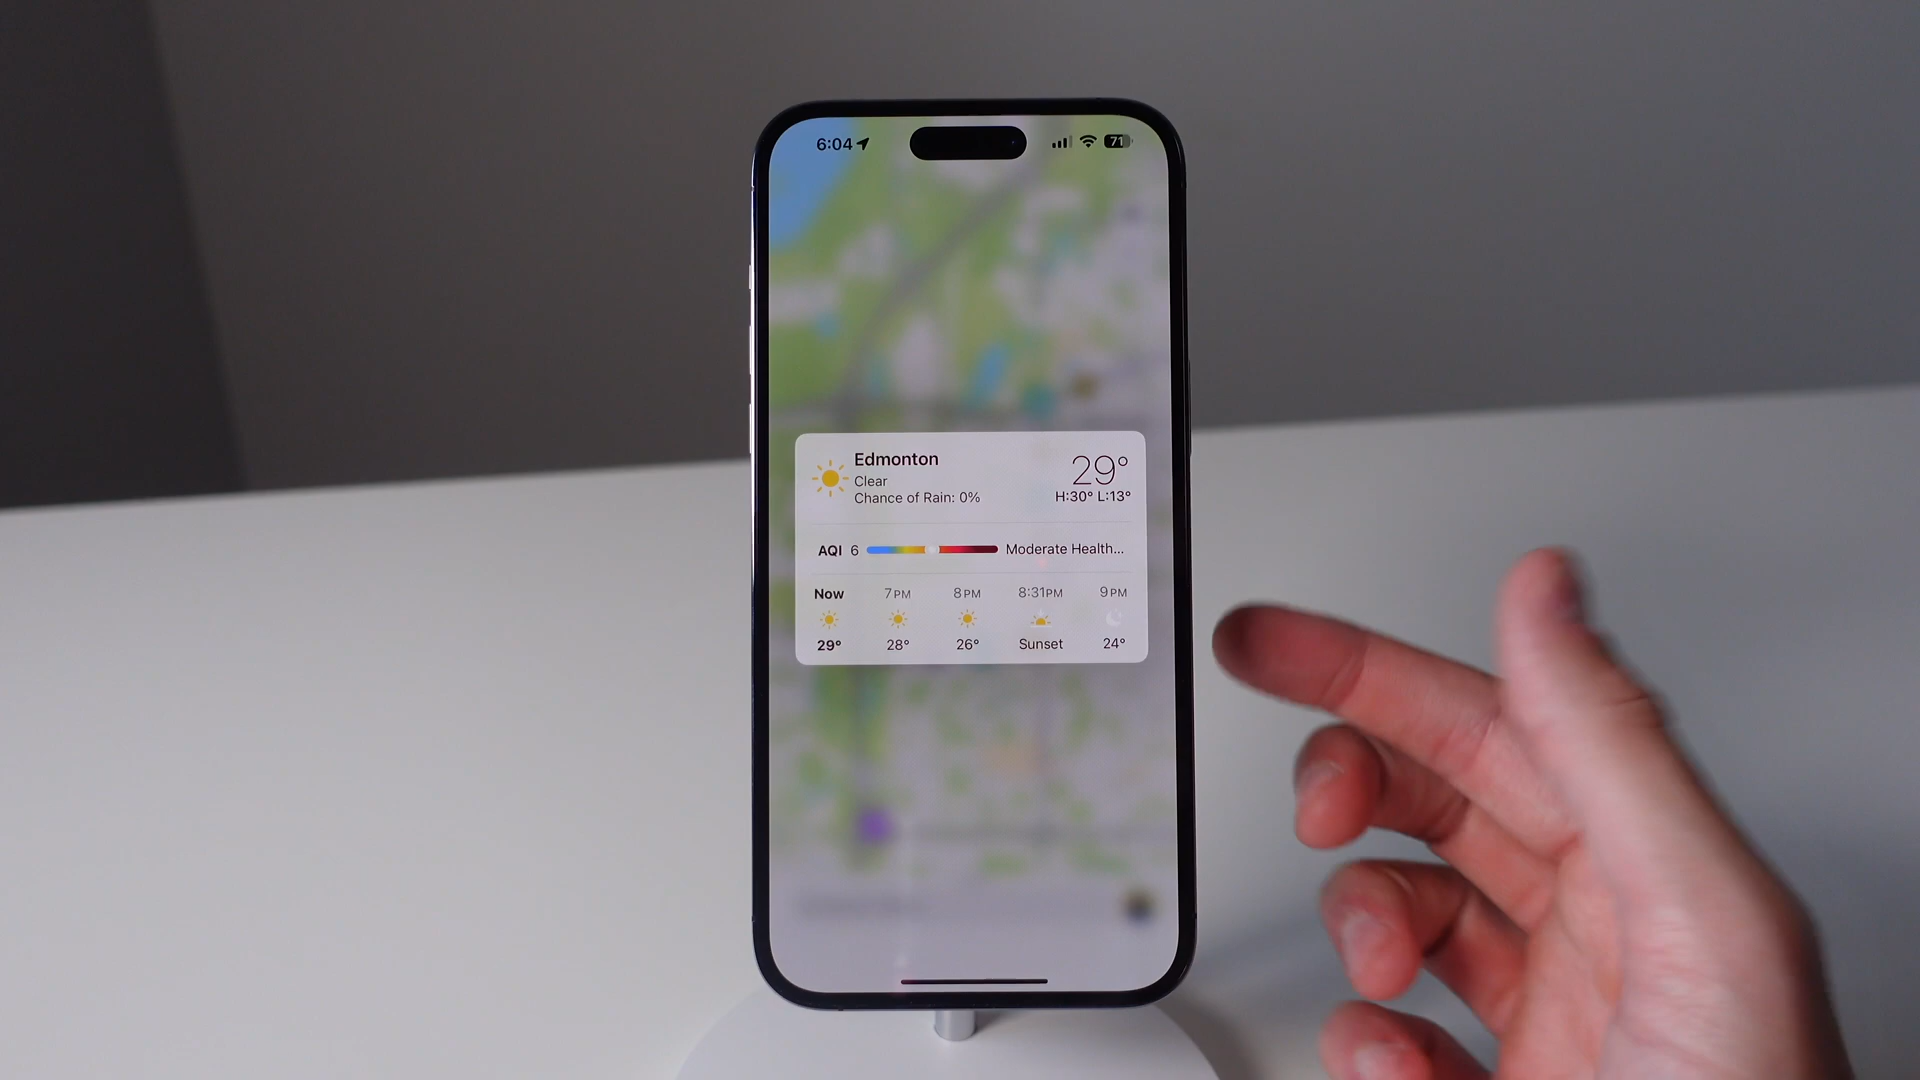 6:04
71
Edmonton
Clear
Chance of Rain: 0%
29°
H:30° L:13°
AQI 6 Moderate Health...
Now 7PM 8PM 8:31PM 9PM
29° 28° 26° Sunset 24°